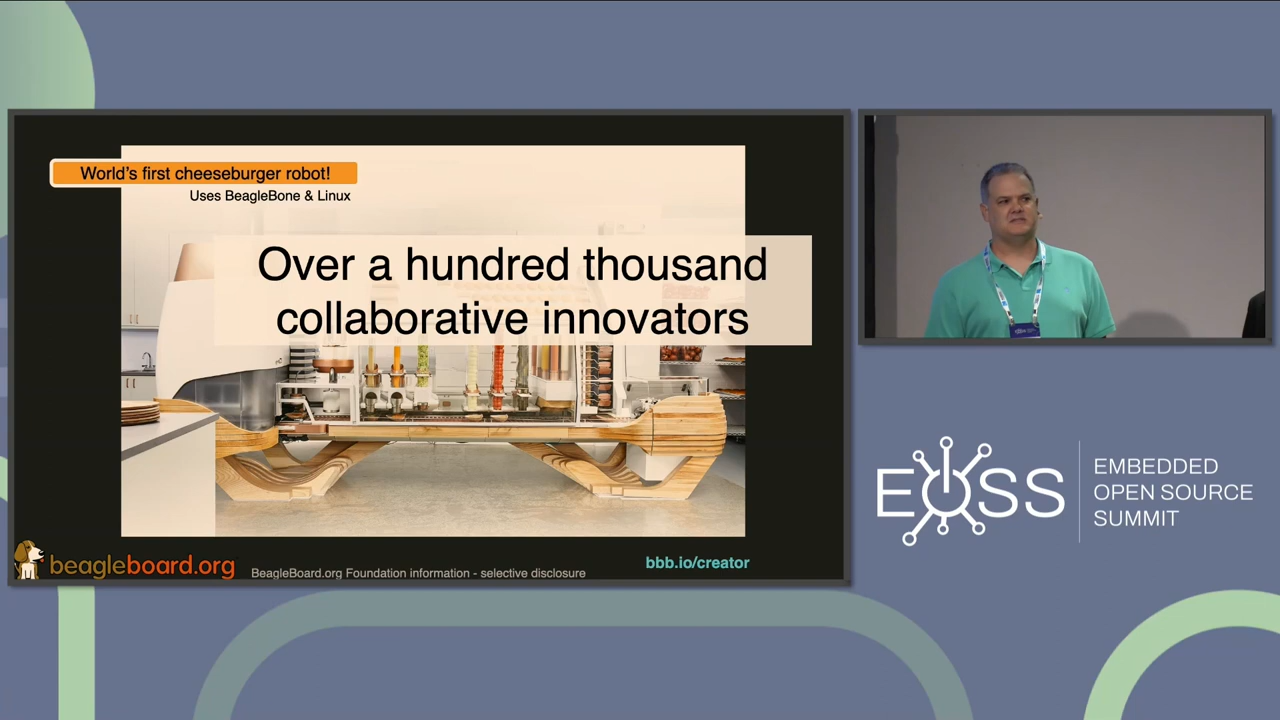 World's first cheeseburger robot!
Uses BeagleBone & Linux
Over a hundred thousand
collaborative innovators
beagleboard.org
BeagleBoard.org Foundation information - selective disclosure
bbb.io/creator
EOSS
EMBEDDED
OPEN SOURCE
SUMMIT